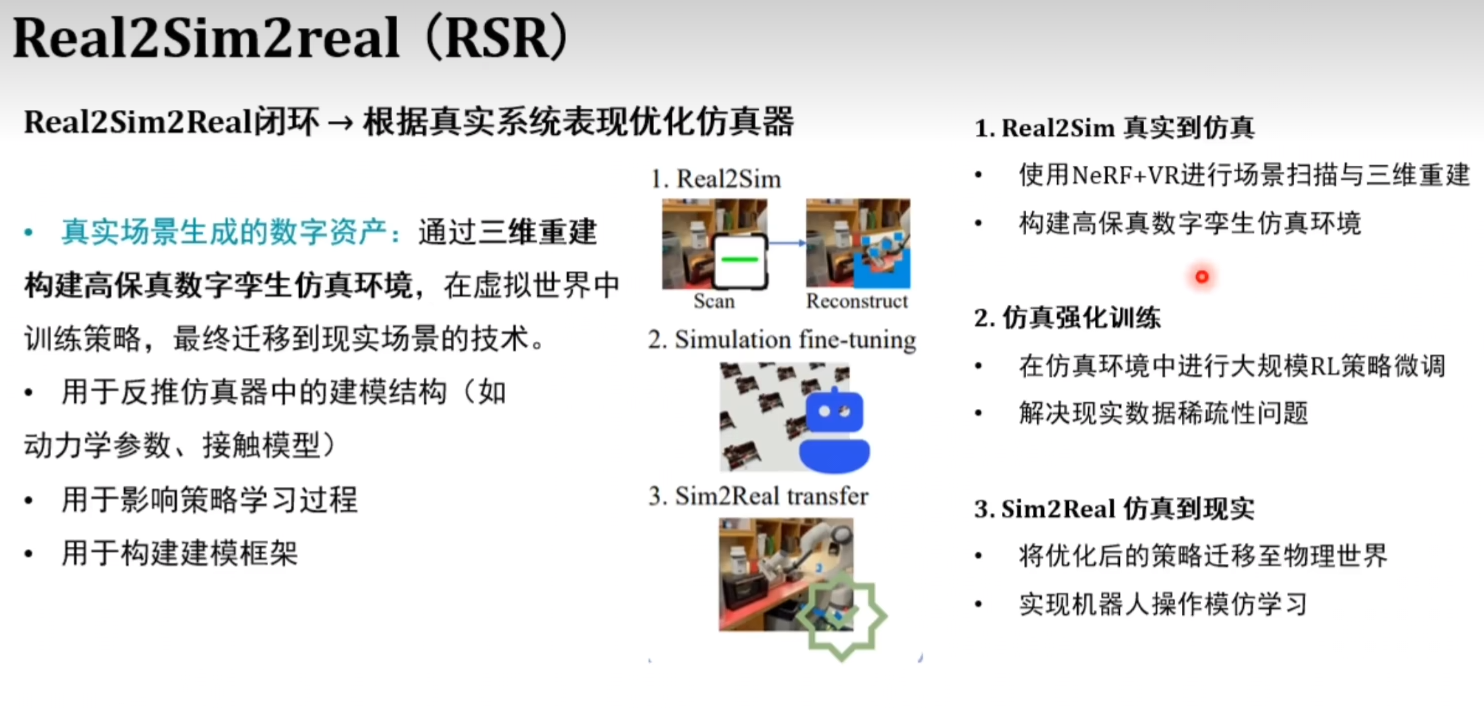 Real2Sim2real（RSR）
Real2Sim2Real闭环 → 根据真实系统表现优化仿真器
• 真实场景生成的数字资产：通过三维重建
构建高保真数字孪生仿真环境，在虚拟世界中
训练策略，最终迁移到现实场景的技术。
• 用于反推仿真器中的建模结构（如
动力学参数、接触模型）
• 用于影响策略学习过程
• 用于构建建模框架
1. Real2Sim
Scan
Reconstruct
2. Simulation fine-tuning
3. Sim2Real transfer
1. Real2Sim 真实到仿真
• 使用NeRF+VR进行场景扫描与三维重建
• 构建高保真数字孪生仿真环境
2. 仿真强化训练
• 在仿真环境中进行大规模RL策略微调
• 解决现实数据稀疏性问题
3. Sim2Real 仿真到现实
• 将优化后的策略迁移至物理世界
• 实现机器人操作模仿学习